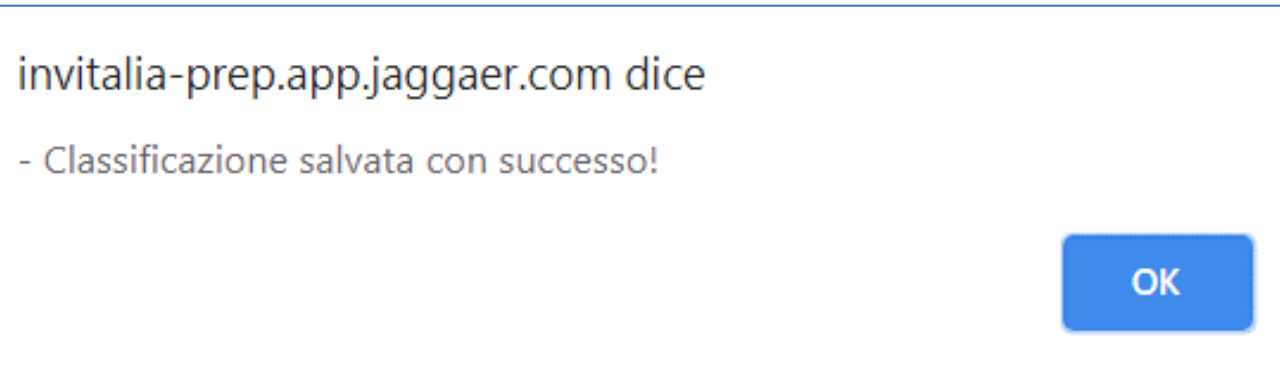 invitalia-prep.app.jaggaer.com dice
- Classificazione salvata con successo!
OK